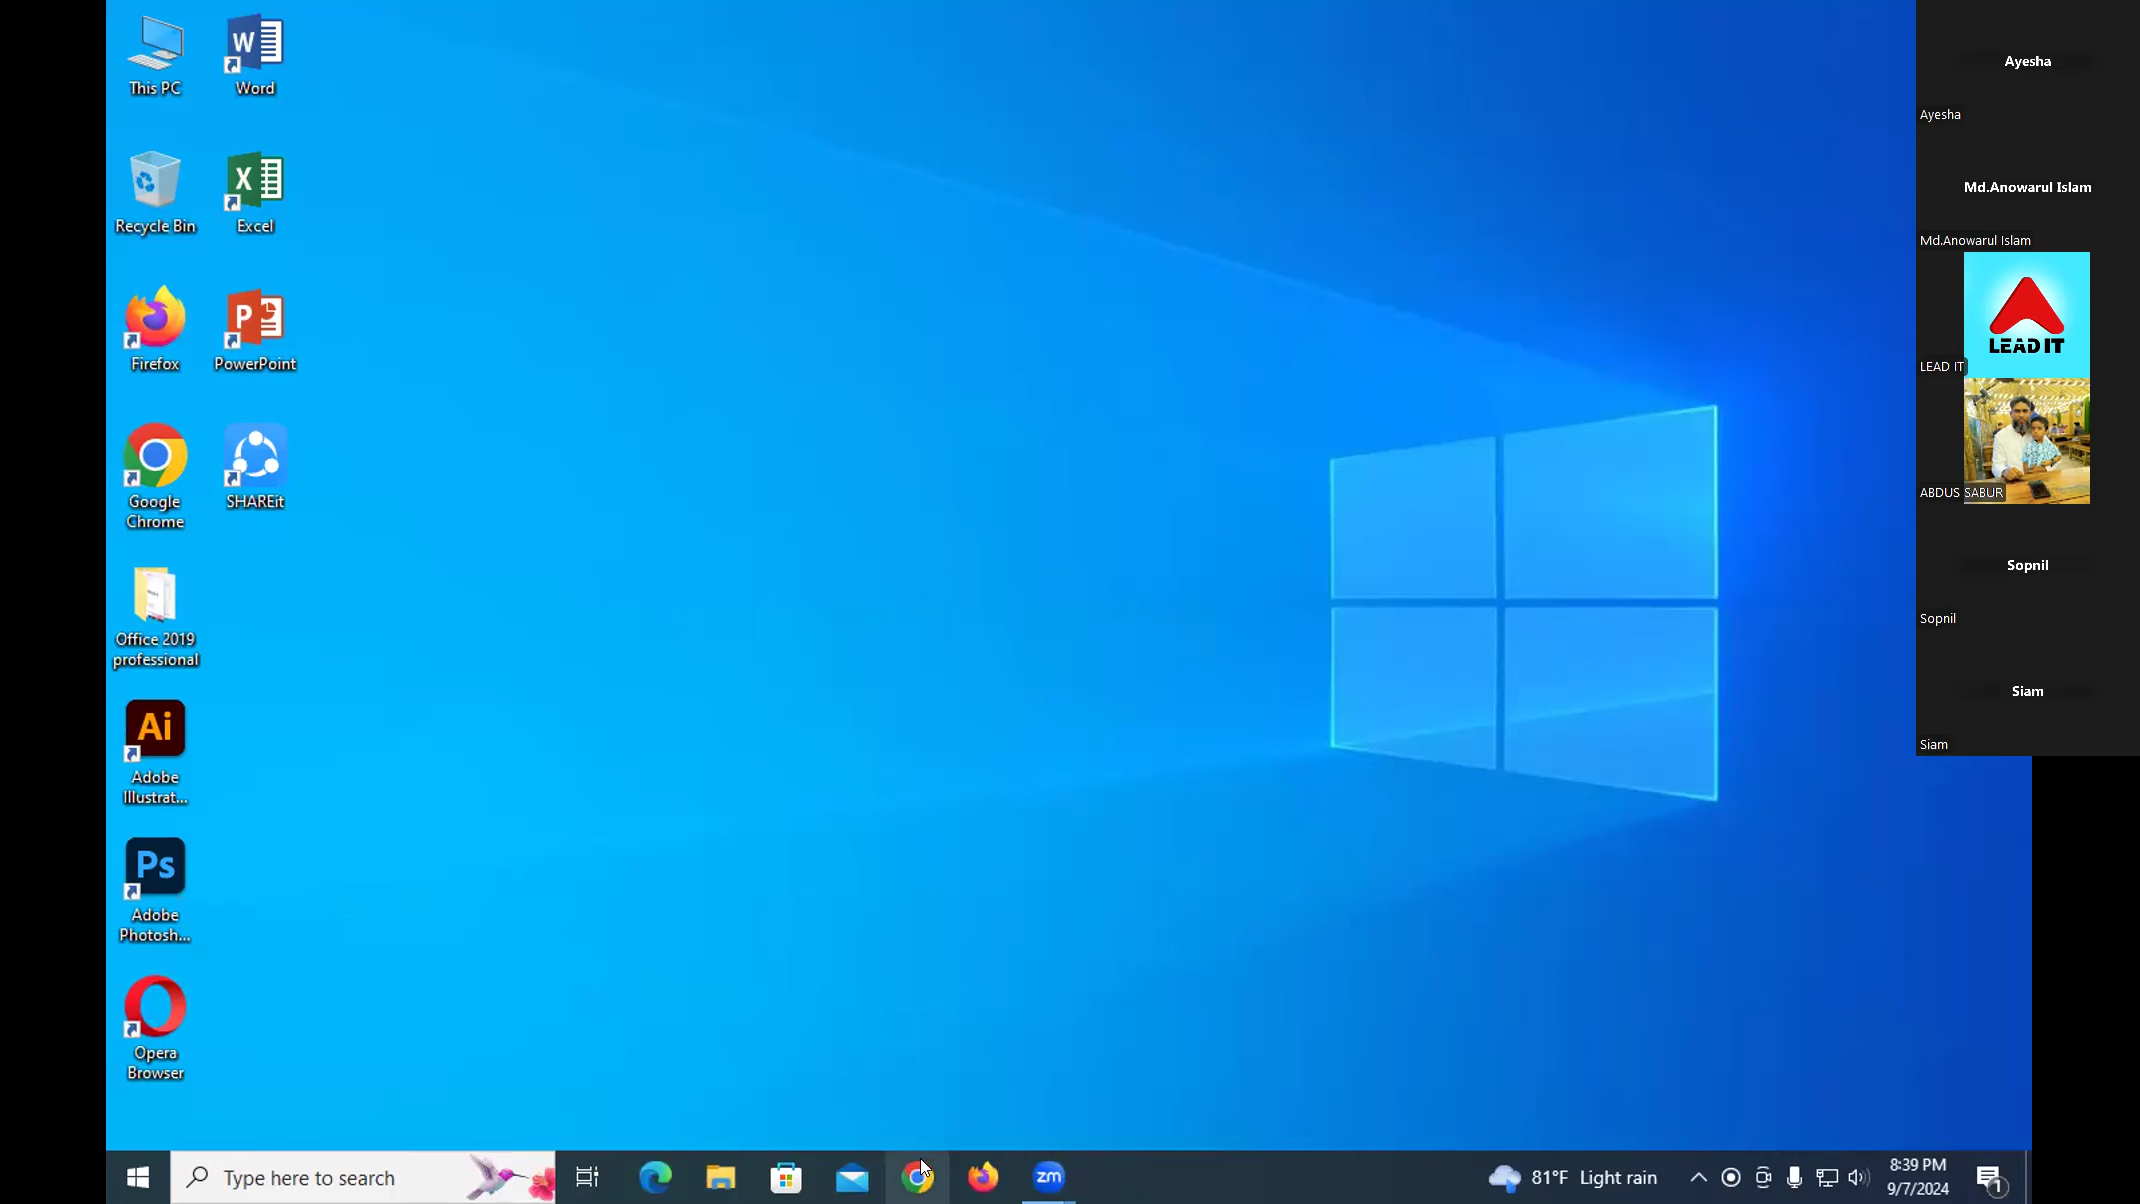 This PC
Word
Recycle Bin
Excel
Firefox
PowerPoint
Google
Chrome
SHAREit
Office 2019
professional
Ai
Adobe
Illustrat...
Ps
Adobe
Photosh...
Opera
Browser
Ayesha
Ayesha
Md.Anowarul Islam
Md.Anowarul Islam
LEAD IT
LEAD IT
ABDUS SABUR
Sopnil
Sopnil
Siam
Siam
Type here to search
zm
81°F Light rain
8:39 PM
9/7/2024
1